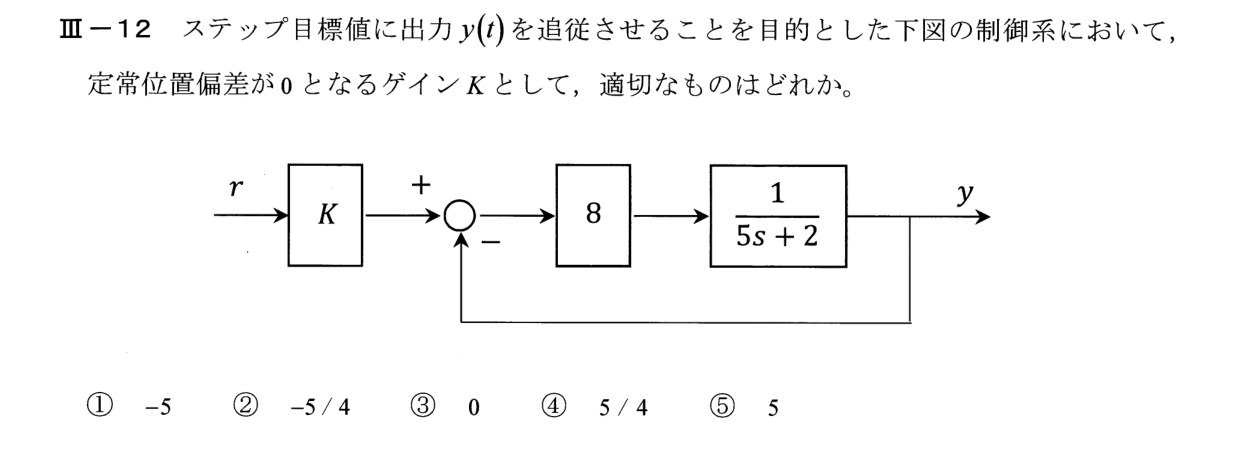 Ⅲ－12 ステップ目標値に出力 y(t) を追従させることを目的とした下図の制御系において，
定常位置偏差が 0 となるゲイン K として，適切なものはどれか。
r
K
+
−
8
1
5s + 2
y
① −5 ② −5 / 4 ③ 0 ④ 5 / 4 ⑤ 5